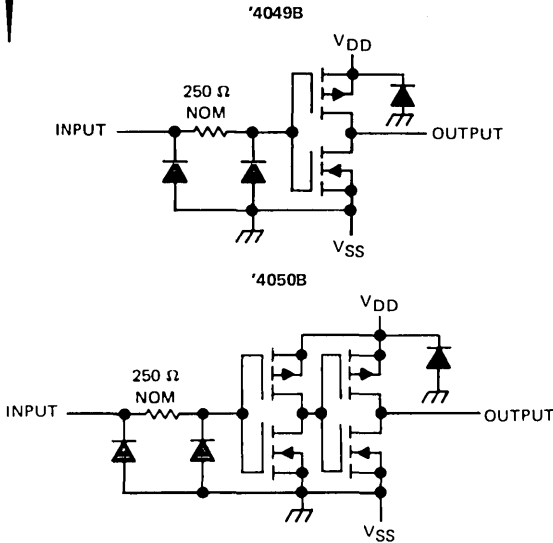 '4049B
VDD
250 Ω
NOM
INPUT
OUTPUT
VSS
'4050B
VDD
250 Ω
NOM
INPUT
OUTPUT
VSS